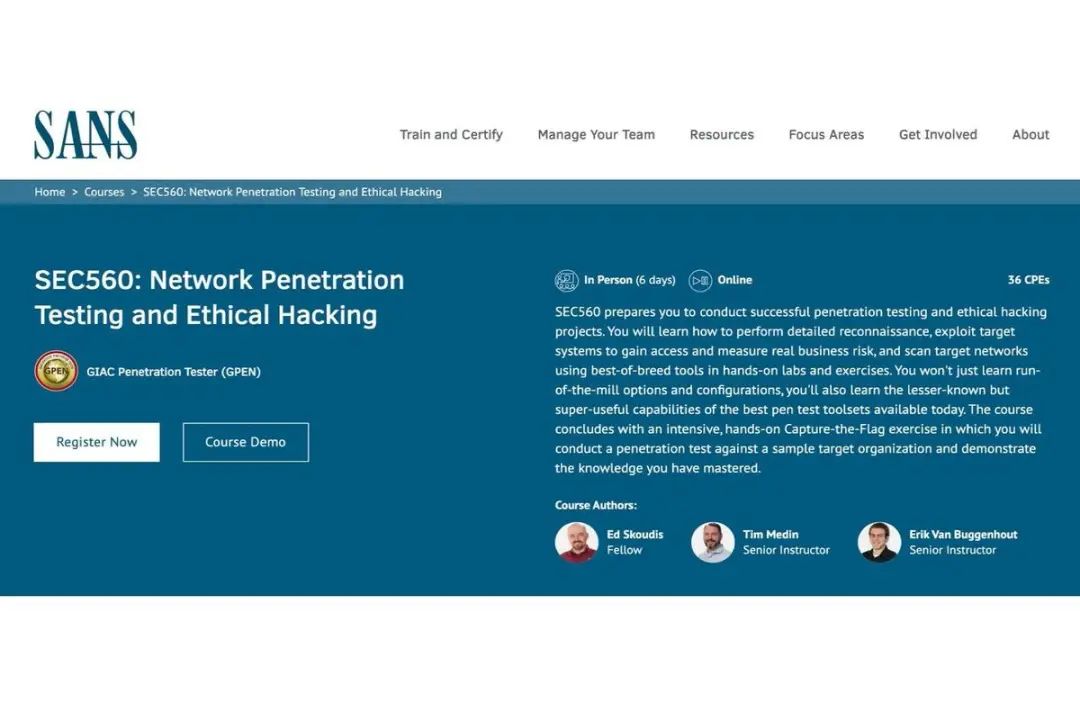 SANS
Train and Certify
Manage Your Team
Resources
Focus Areas
Get Involved
About
Home > Courses > SEC560: Network Penetration Testing and Ethical Hacking
SEC560: Network Penetration
Testing and Ethical Hacking
GPEN
GIAC Penetration Tester (GPEN)
Register Now
Course Demo
In Person (6 days)
Online
36 CPEs
SEC560 prepares you to conduct successful penetration testing and ethical hacking
projects. You will learn how to perform detailed reconnaissance, exploit target
systems to gain access and measure real business risk, and scan target networks
using best-of-breed tools in hands-on labs and exercises. You won't just learn run-
of-the-mill options and configurations, you'll also learn the lesser-known but
super-useful capabilities of the best pen test toolsets available today. The course
concludes with an intensive, hands-on Capture-the-Flag exercise in which you will
conduct a penetration test against a sample target organization and demonstrate
the knowledge you have mastered.
Course Authors:
Ed Skoudis
Fellow
Tim Medin
Senior Instructor
Erik Van Buggenhout
Senior Instructor